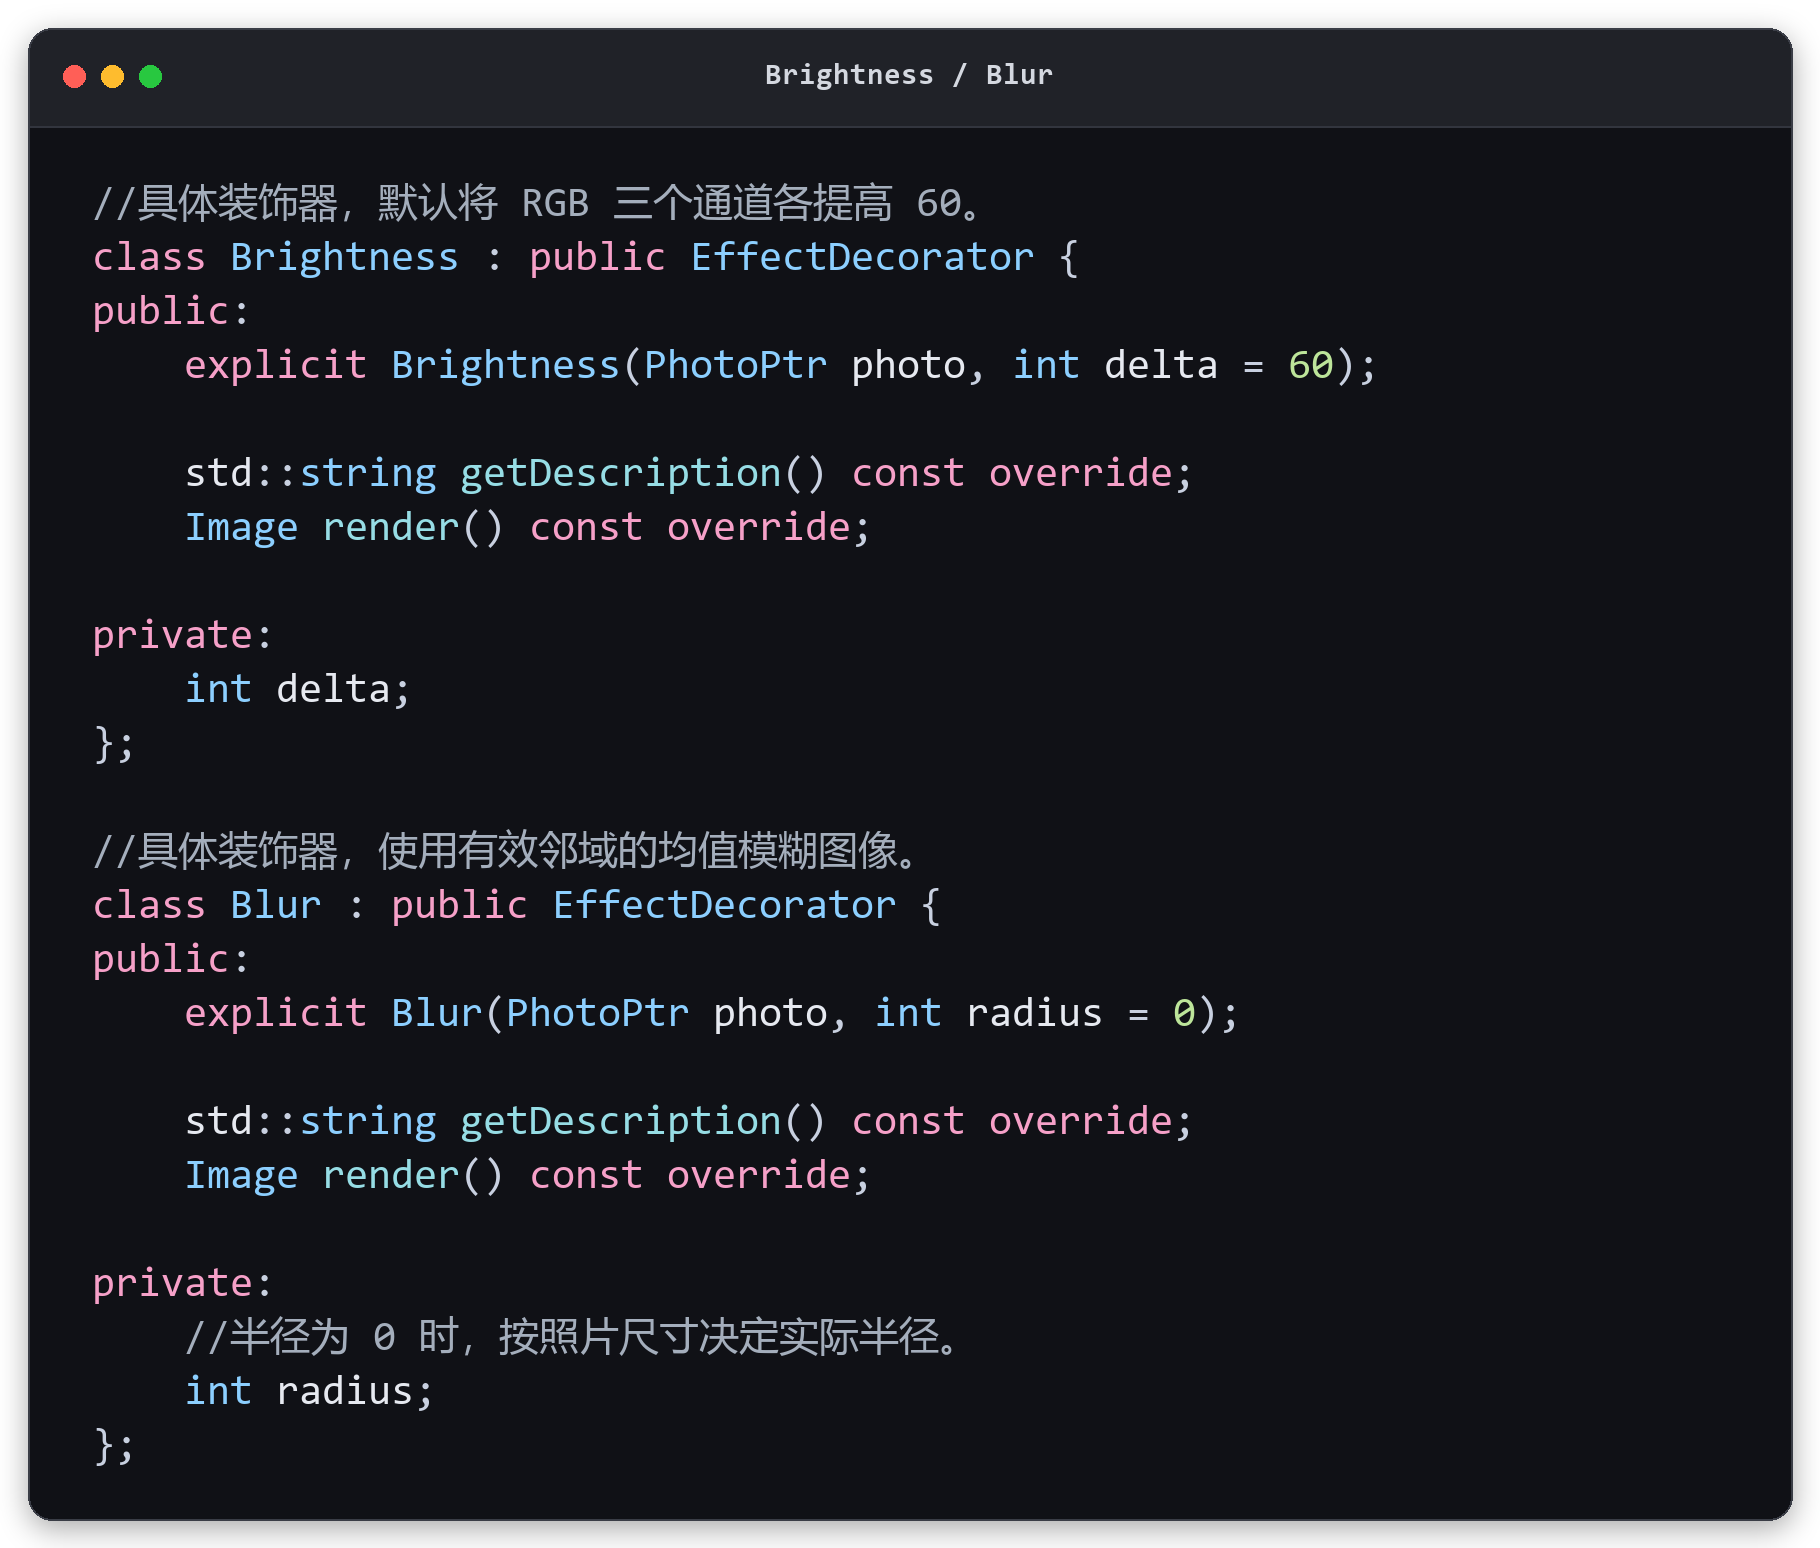 Brightness / Blur
//具体装饰器，默认将 RGB 三个通道各提高 60。
class Brightness : public EffectDecorator {
public:
    explicit Brightness(PhotoPtr photo, int delta = 60);
    std::string getDescription() const override;
    Image render() const override;
private:
    int delta;
};
//具体装饰器，使用有效邻域的均值模糊图像。
class Blur : public EffectDecorator {
public:
    explicit Blur(PhotoPtr photo, int radius = 0);
    std::string getDescription() const override;
    Image render() const override;
private:
    //半径为 0 时，按照片尺寸决定实际半径。
    int radius;
};